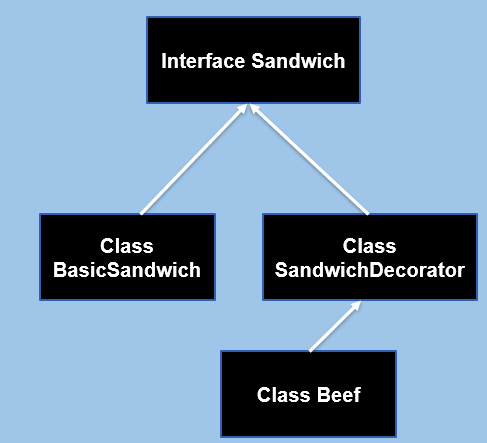 Interface Sandwich
Class
BasicSandwich
Class
SandwichDecorator
Class Beef